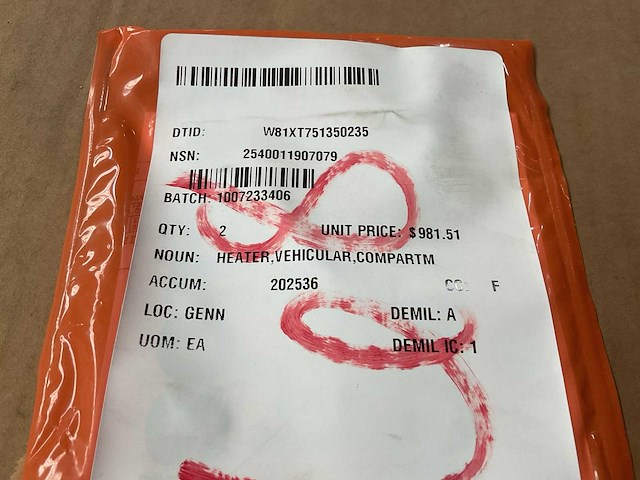 DTID: W81XT751350235
NSN: 2540011907079
BATCH: 1007233406
QTY: 2 UNIT PRICE: $981.51
NOUN: HEATER,VEHICULAR,COMPARTM
ACCUM: 202536 CC: F
LOC: GENN DEMIL: A
UOM: EA DEMIL IC: 1